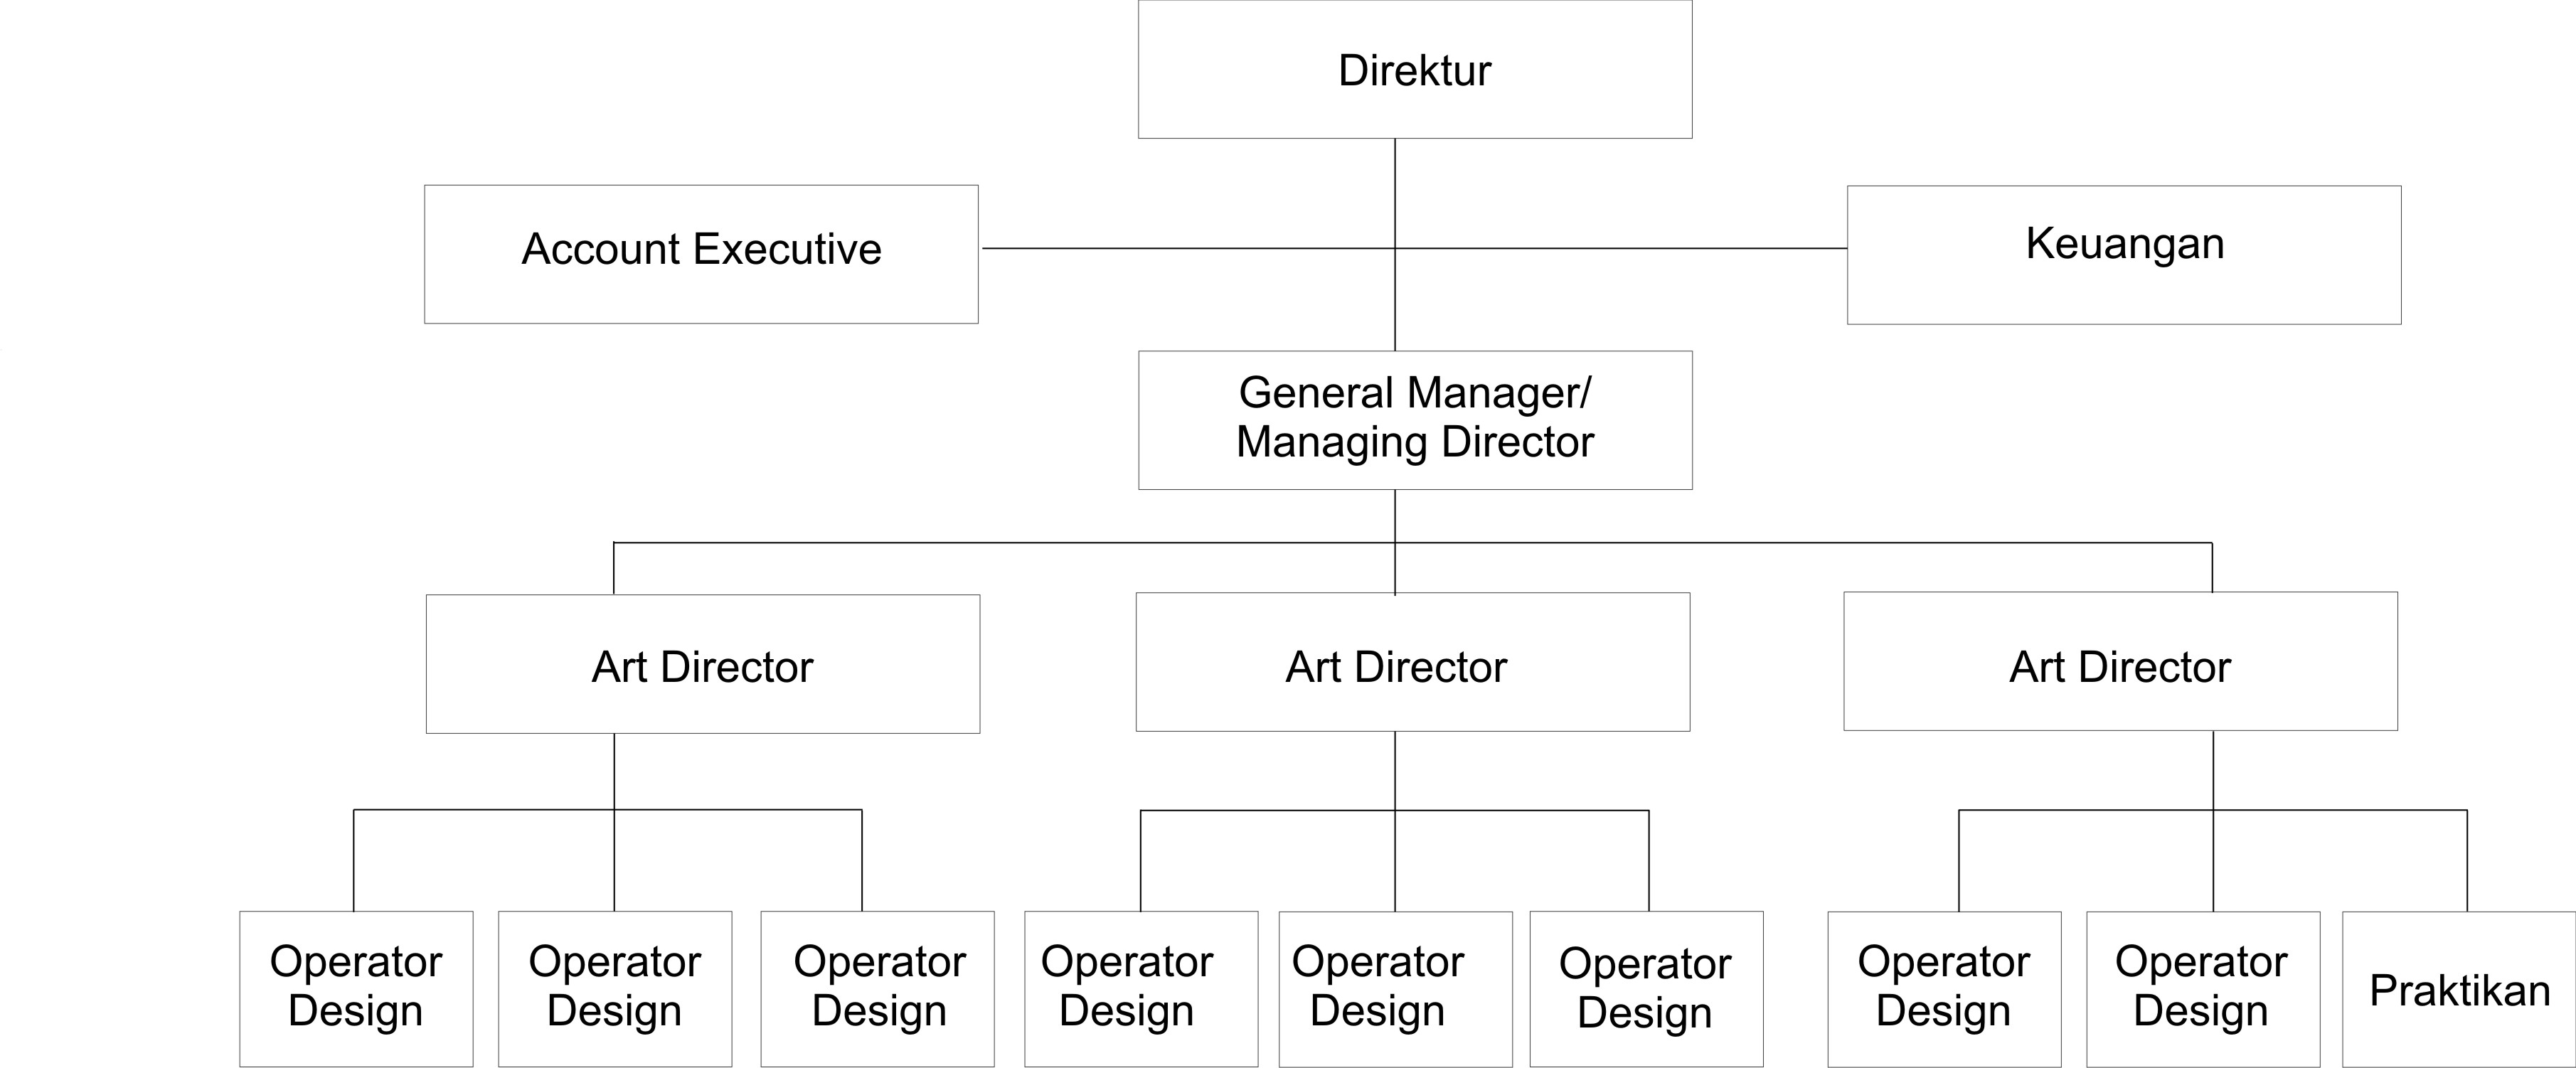 Direktur
Account Executive
Keuangan
General Manager/
Managing Director
Art Director
Art Director
Art Director
Operator
Design
Operator
Design
Operator
Design
Operator
Design
Operator
Design
Operator
Design
Operator
Design
Operator
Design
Praktikan